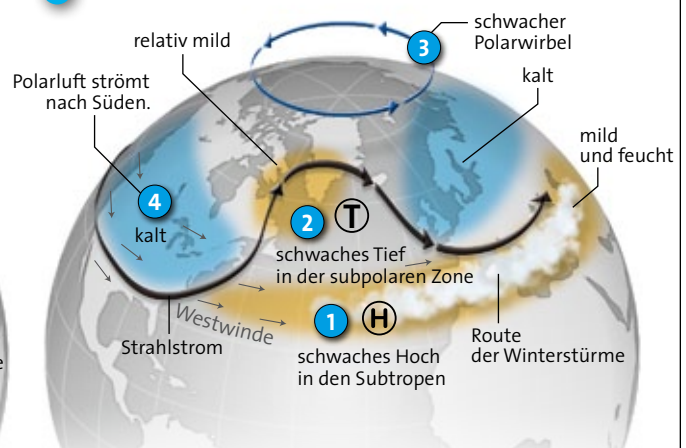 schwacher
Polarwirbel
3
relativ mild
kalt
Polarluft strömt
nach Süden.
mild
und feucht
4
kalt
2
T
schwaches Tief
in der subpolaren Zone
Westwinde
1
H
Strahlstrom
schwaches Hoch
in den Subtropen
Route
der Winterstürme
e